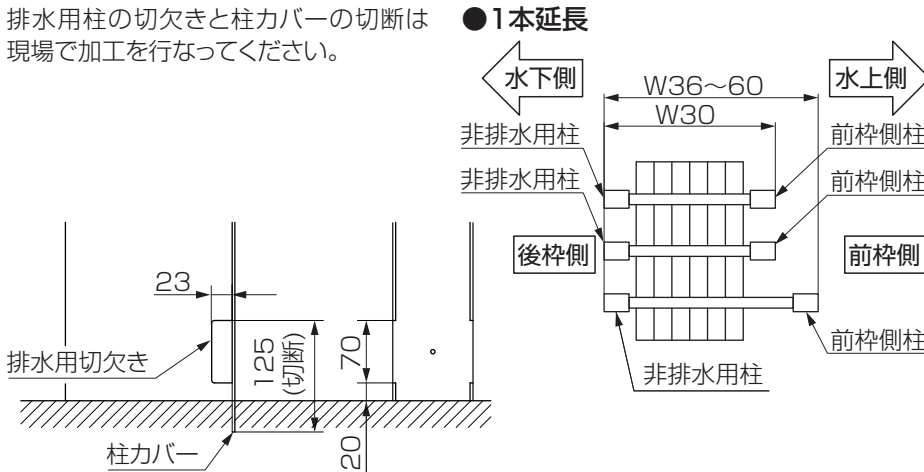 排水用柱の切欠きと柱カバーの切断は
現場で加工を行なってください。
23
排水用切欠き
125
(切断)
70
20
柱カバー
●1本延長
水下側
水上側
W36〜60
W30
非排水用柱
前枠側柱
非排水用柱
前枠側柱
後枠側
前枠側
前枠側柱
非排水用柱